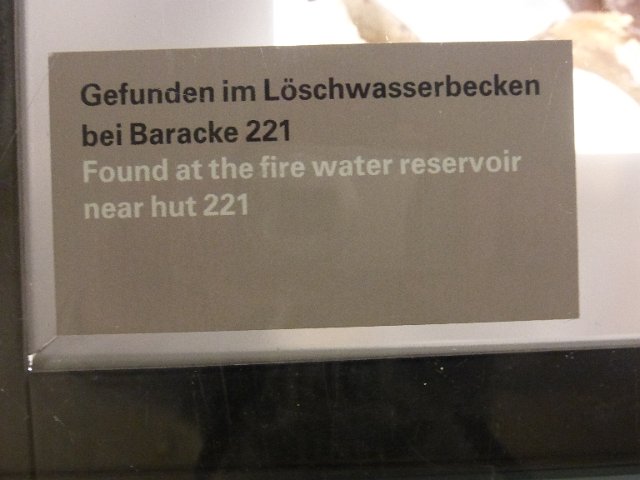 Gefunden im Löschwasserbecken
bei Baracke 221
Found at the fire water reservoir
near hut 221